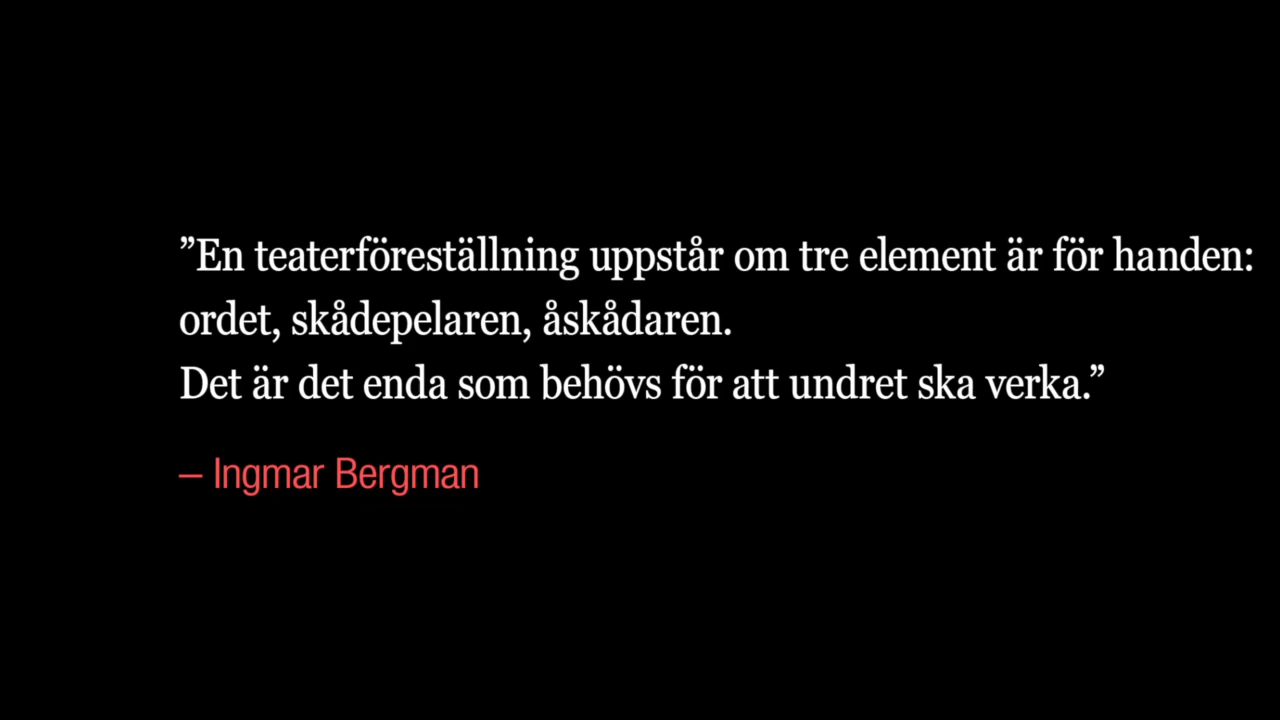 ”En teaterföreställning uppstår om tre element är för handen:
ordet, skådepelaren, åskådaren.
Det är det enda som behövs för att undret ska verka.”
– Ingmar Bergman